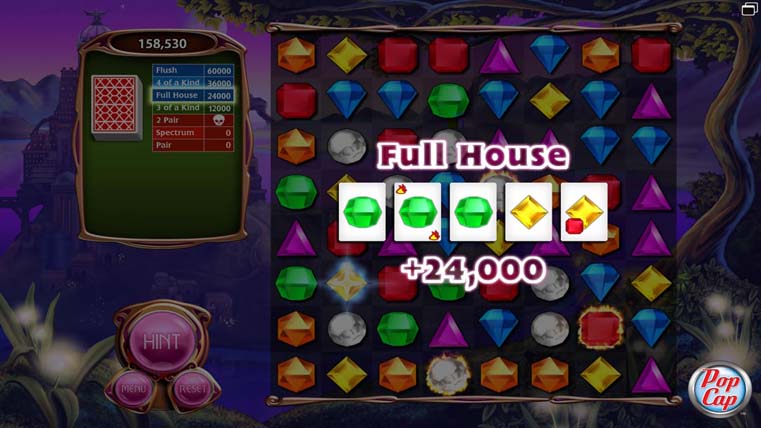 158,530
Flush 60000
4 of a Kind 36000
Full House 24000
3 of a Kind 12000
2 Pair
Spectrum 0
Pair 0
Full House
+24,000
HINT
MENU
RESET
Pop
Cap